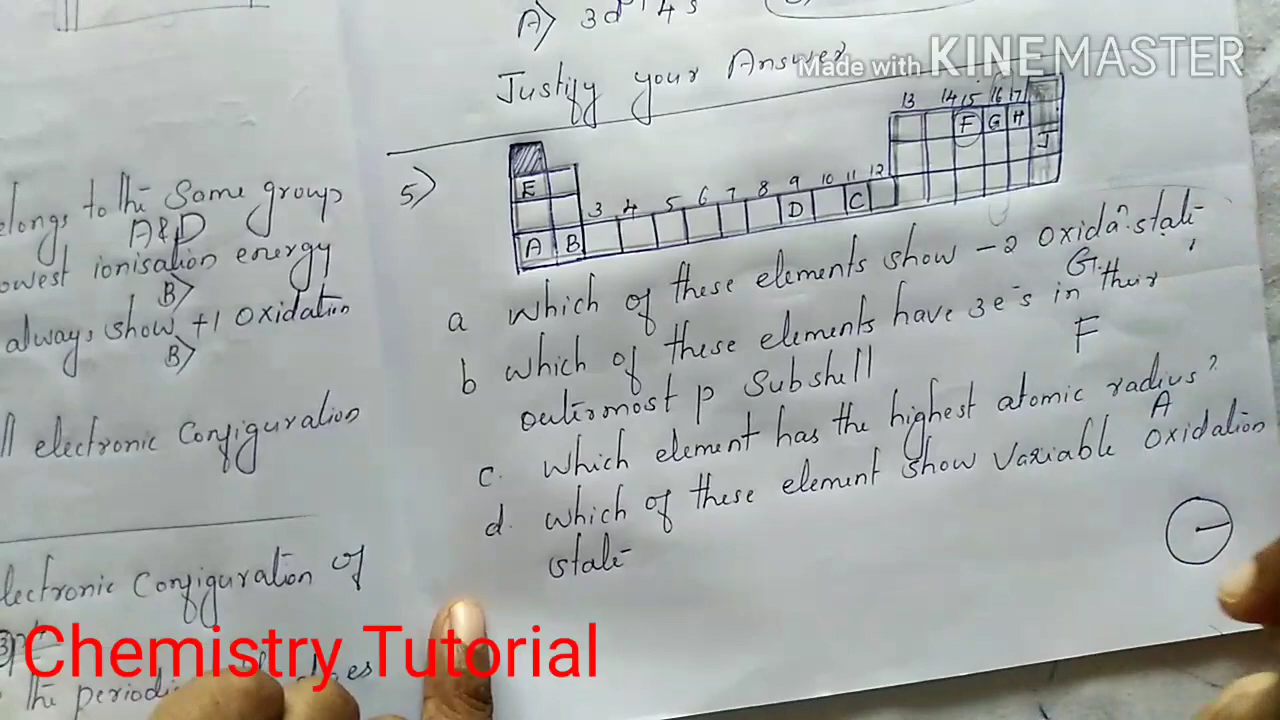 A) 3d 4s
Justify your Answer
Made with KINEMASTER
5)
13 14 15 16 17
F G H
J
E
3 4 5 6 7 8 9 10 11 12
A B D C
a which of these elements show -2 Oxidaⁿ. state
G.
b which of these elements have 3e⁻s in their
outermost p Subshell
F
c. which element has the highest atomic radius?
A
d. which of these element show variable oxidation
state
elongs to the Same group
A & D
owest ionisation energy
B)
always show +1 Oxidation
B)
ll electronic Configuration
lectronic Configuration of
3p4
Chemistry Tutorial
the